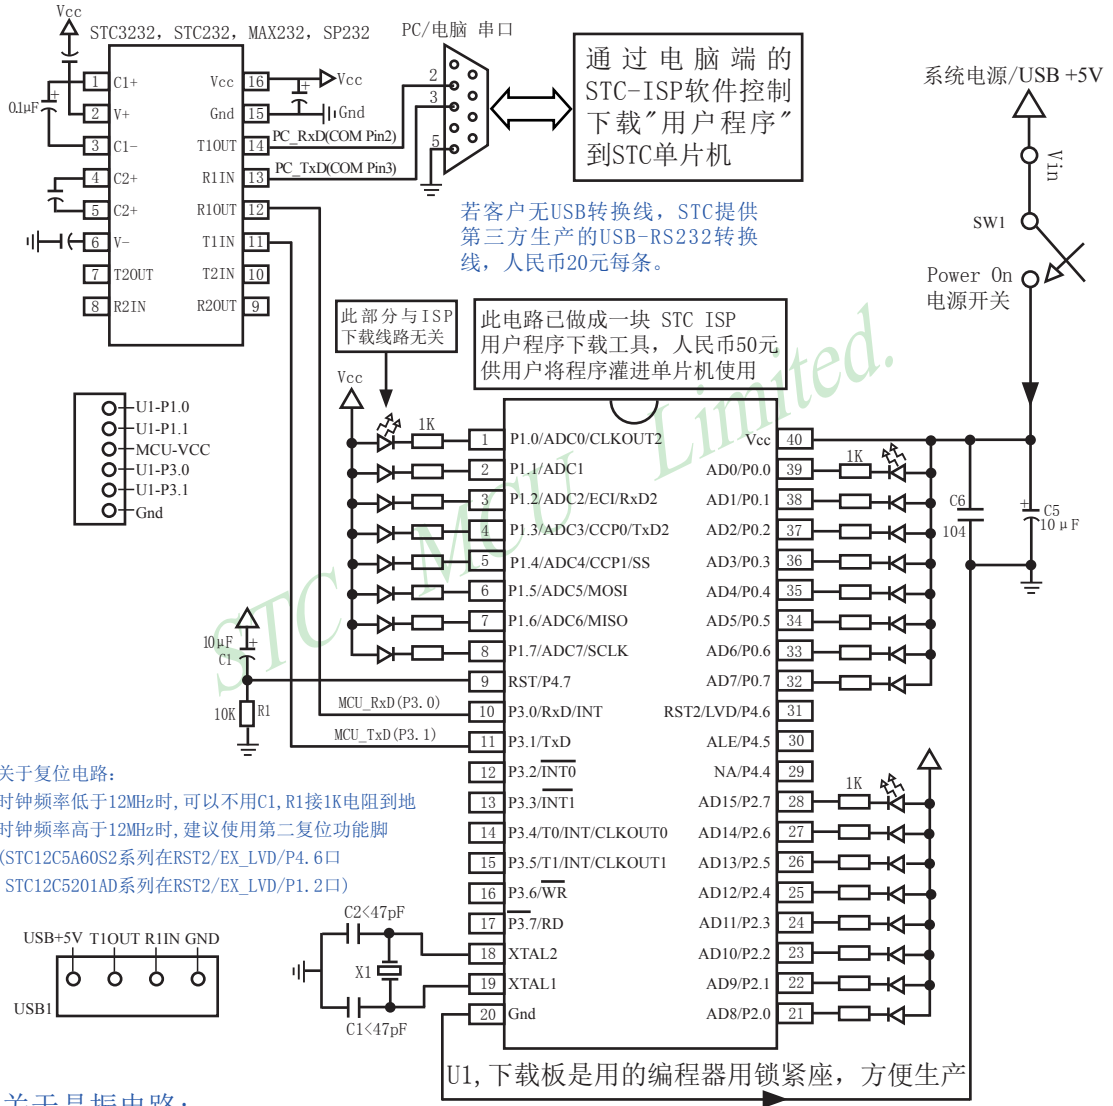 Vcc
STC3232, STC232, MAX232, SP232
PC/电脑 串口
通过电脑端的
STC-ISP软件控制
下载"用户程序"
到STC单片机
系统电源/USB +5V
Vin
SW1
Power On
电源开关
0.1μF
+
1 C1+
2 V+
3 C1-
4 C2+
5 C2+
6 V-
7 T2OUT
8 R2IN
Vcc 16
Gnd 15
T1OUT 14
R1IN 13
R1OUT 12
T1IN 11
T2IN 10
R2OUT 9
+
Vcc
Gnd
PC_RxD(COM Pin2)
PC_TxD(COM Pin3)
2
3
5
若客户无USB转换线, STC提供
第三方生产的USB-RS232转换
线, 人民币20元每条。
此部分与ISP
下载线路无关
此电路已做成一块 STC ISP
用户程序下载工具, 人民币50元
供用户将程序灌进单片机使用
STC MCU Limited.
U1-P1.0
U1-P1.1
MCU-VCC
U1-P3.0
U1-P3.1
Gnd
Vcc
1K
1 P1.0/ADC0/CLKOUT2
2 P1.1/ADC1
3 P1.2/ADC2/ECI/RxD2
4 P1.3/ADC3/CCP0/TxD2
5 P1.4/ADC4/CCP1/SS
6 P1.5/ADC5/MOSI
7 P1.6/ADC6/MISO
8 P1.7/ADC7/SCLK
9 RST/P4.7
10 P3.0/RxD/INT
11 P3.1/TxD
12 P3.2/INT0
13 P3.3/INT1
14 P3.4/T0/INT/CLKOUT0
15 P3.5/T1/INT/CLKOUT1
16 P3.6/WR
17 P3.7/RD
18 XTAL2
19 XTAL1
20 Gnd
Vcc 40
AD0/P0.0 39
AD1/P0.1 38
AD2/P0.2 37
AD3/P0.3 36
AD4/P0.4 35
AD5/P0.5 34
AD6/P0.6 33
AD7/P0.7 32
RST2/LVD/P4.6 31
ALE/P4.5 30
NA/P4.4 29
AD15/P2.7 28
AD14/P2.6 27
AD13/P2.5 26
AD12/P2.4 25
AD11/P2.3 24
AD10/P2.2 23
AD9/P2.1 22
AD8/P2.0 21
1K
1K
C6
104
+
C5
10μF
10μF
+
C1
10K
R1
MCU_RxD(P3.0)
MCU_TxD(P3.1)
关于复位电路:
时钟频率低于12MHz时, 可以不用C1, R1接1K电阻到地
时钟频率高于12MHz时, 建议使用第二复位功能脚
(STC12C5A60S2系列在RST2/EX_LVD/P4.6口
STC12C5201AD系列在RST2/EX_LVD/P1.2口)
USB+5V T1OUT R1IN GND
USB1
C2<47pF
X1
C1<47pF
U1, 下载板是用的编程器用锁紧座, 方便生产